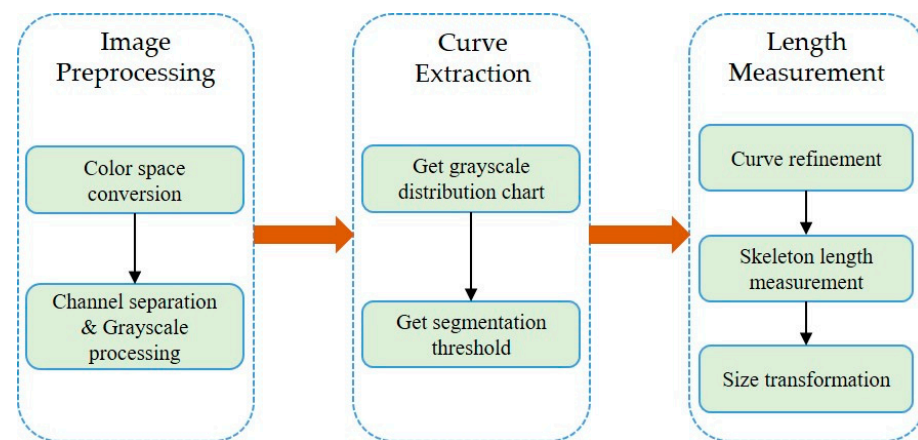 Image
Preprocessing
Color space
conversion
Channel separation
& Grayscale
processing
Curve
Extraction
Get grayscale
distribution chart
Get segmentation
threshold
Length
Measurement
Curve refinement
Skeleton length
measurement
Size transformation